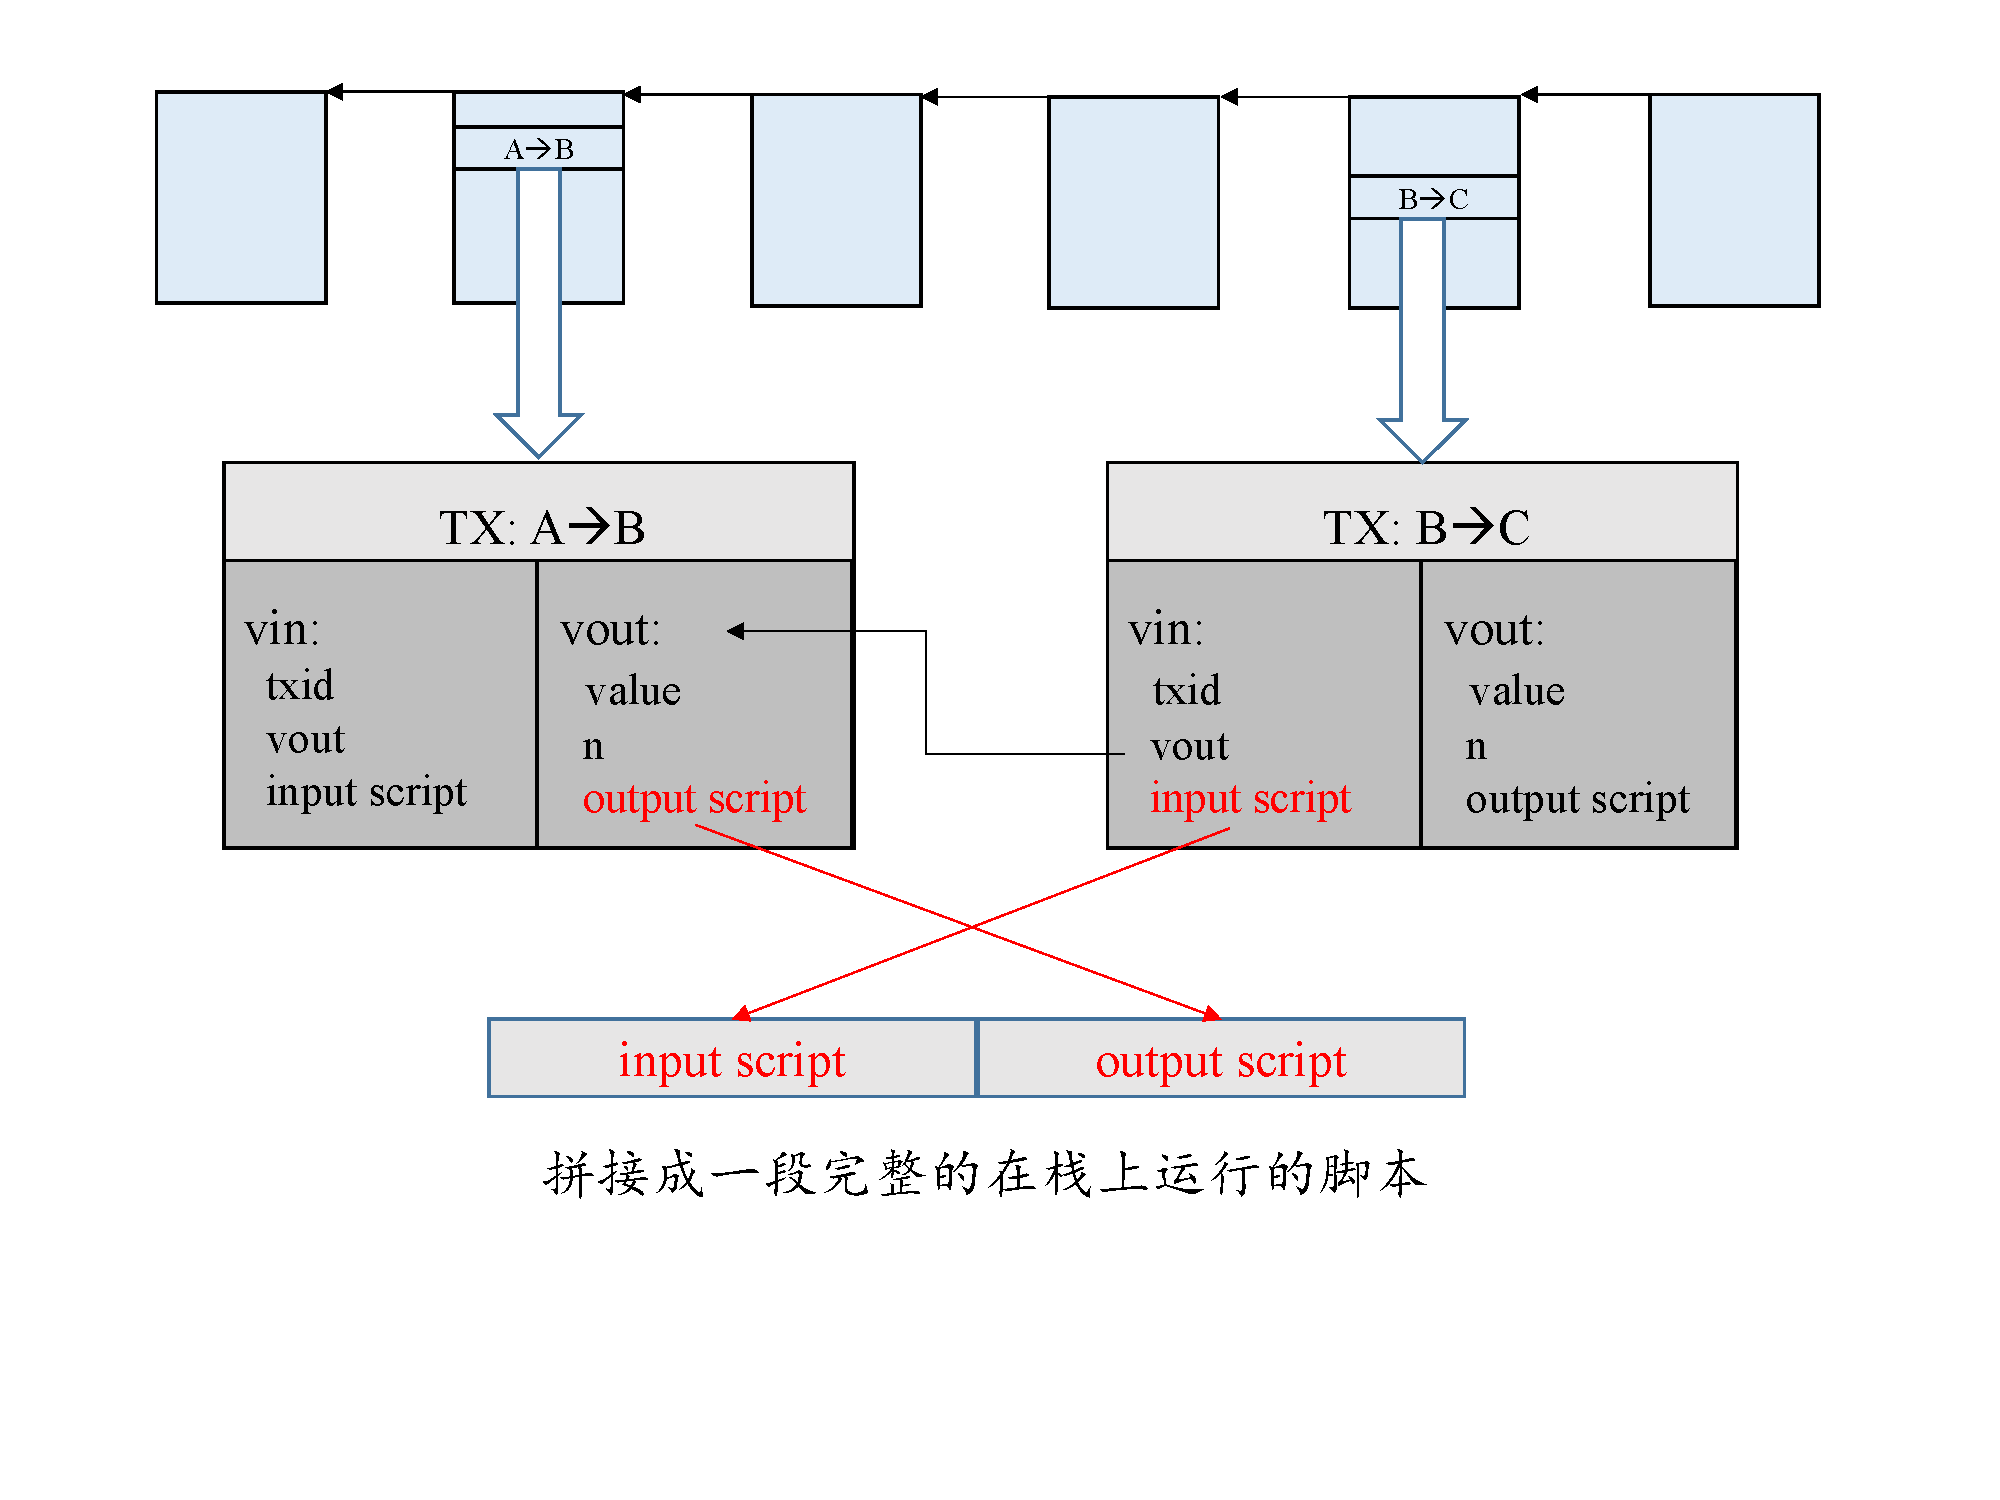 A→B
B→C
TX: A→B
vin:
txid
vout
input script
vout:
value
n
output script
TX: B→C
vin:
txid
vout
input script
vout:
value
n
output script
input script
output script
拼接成一段完整的在栈上运行的脚本